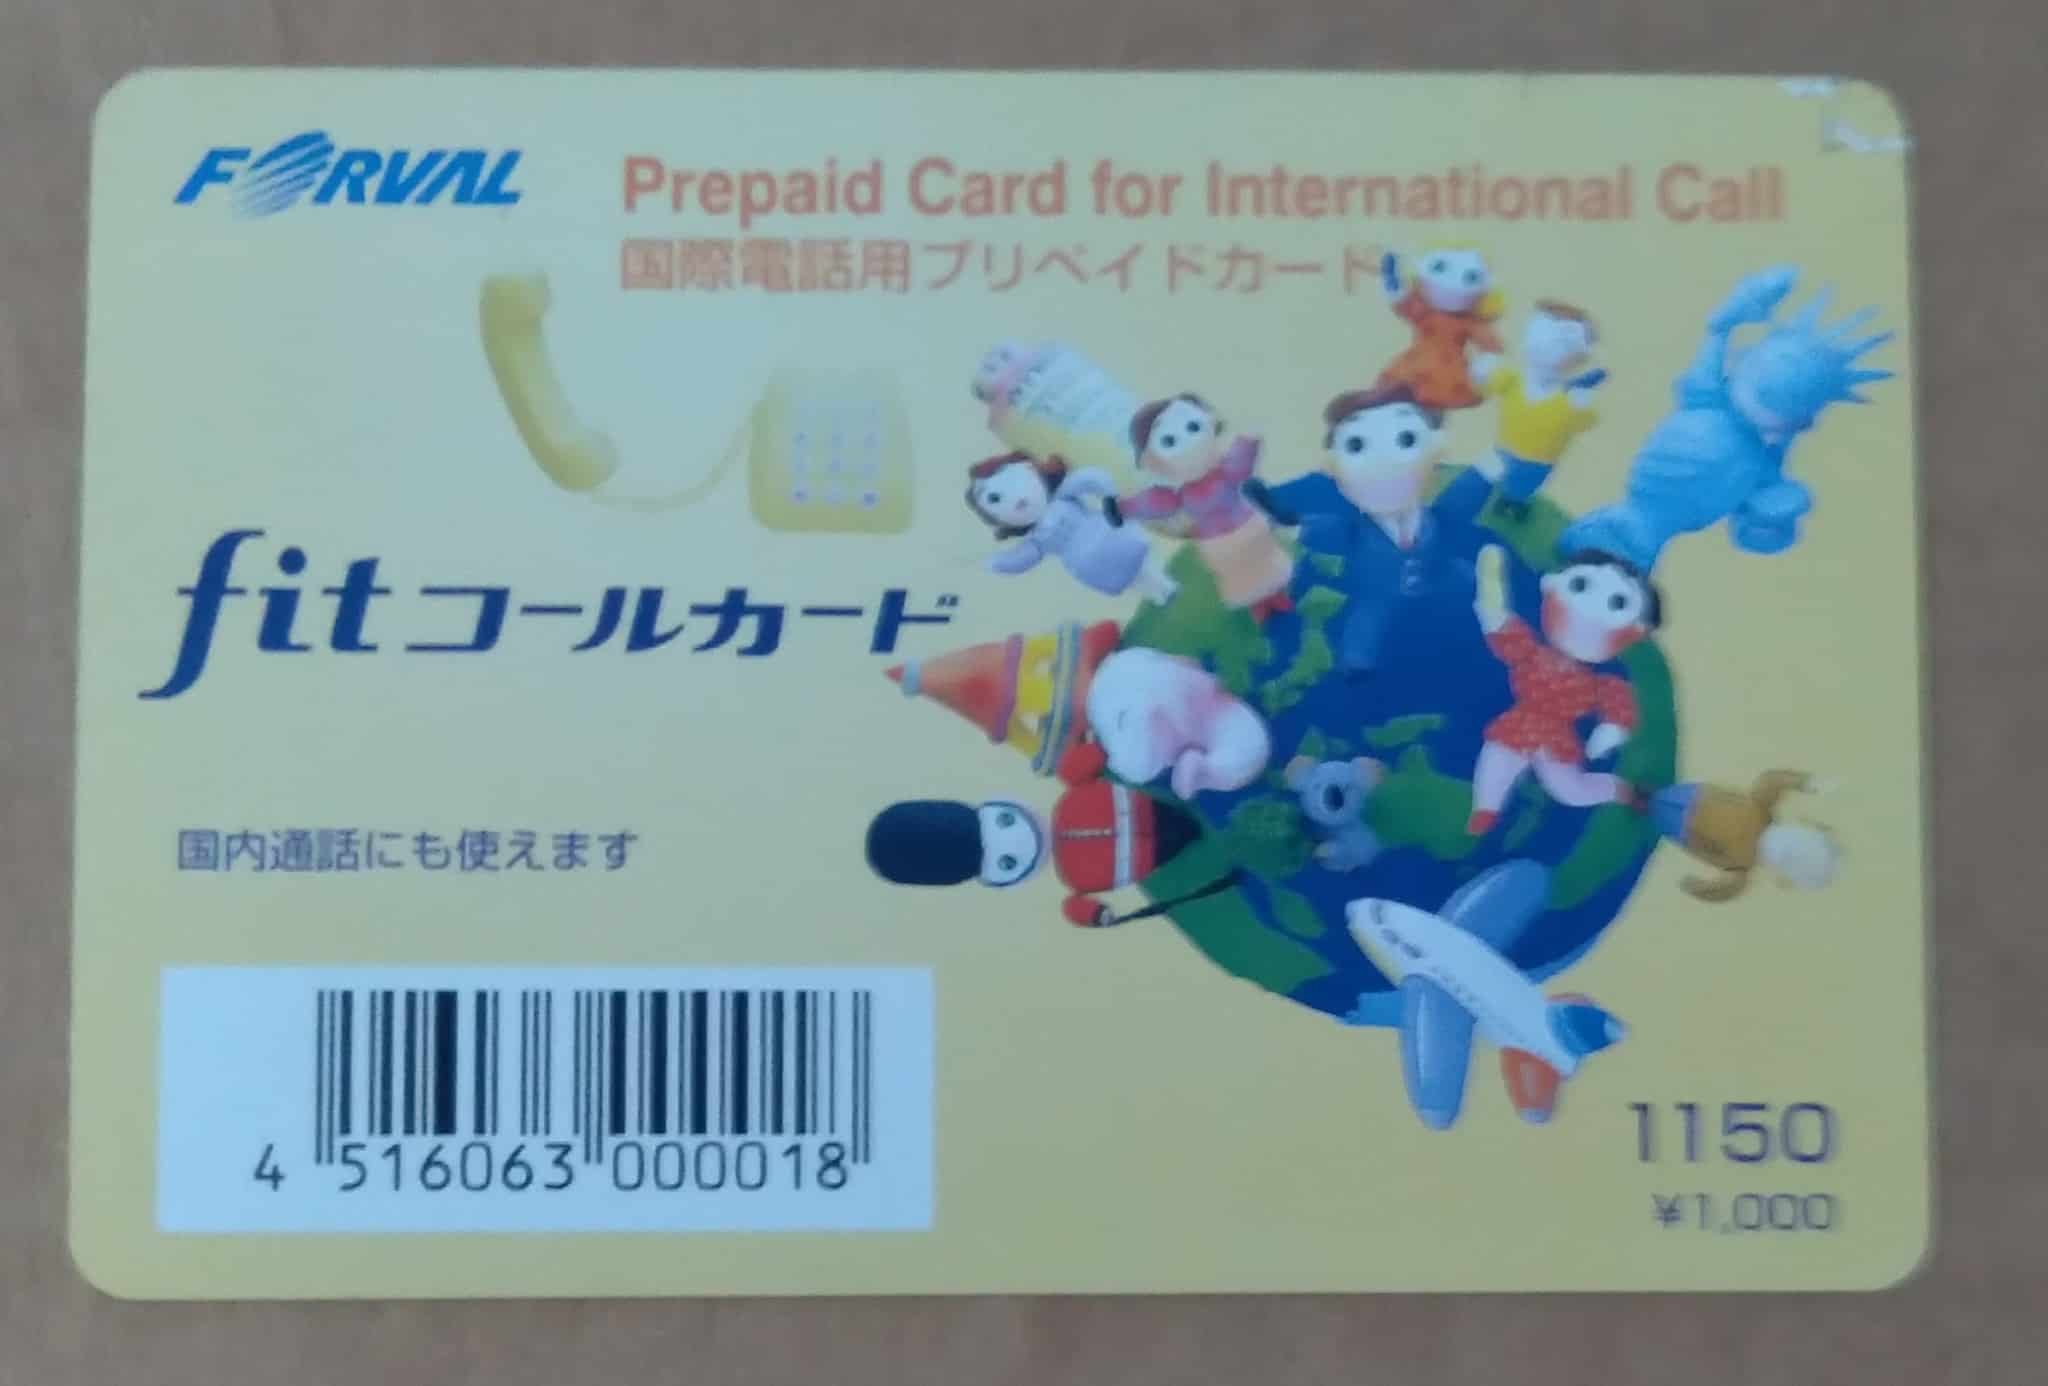 FORVAL
Prepaid Card for International Call
国際電話用プリペイドカード
fitコールカード
国内通話にも使えます
4 516063 000018
1150
¥1,000